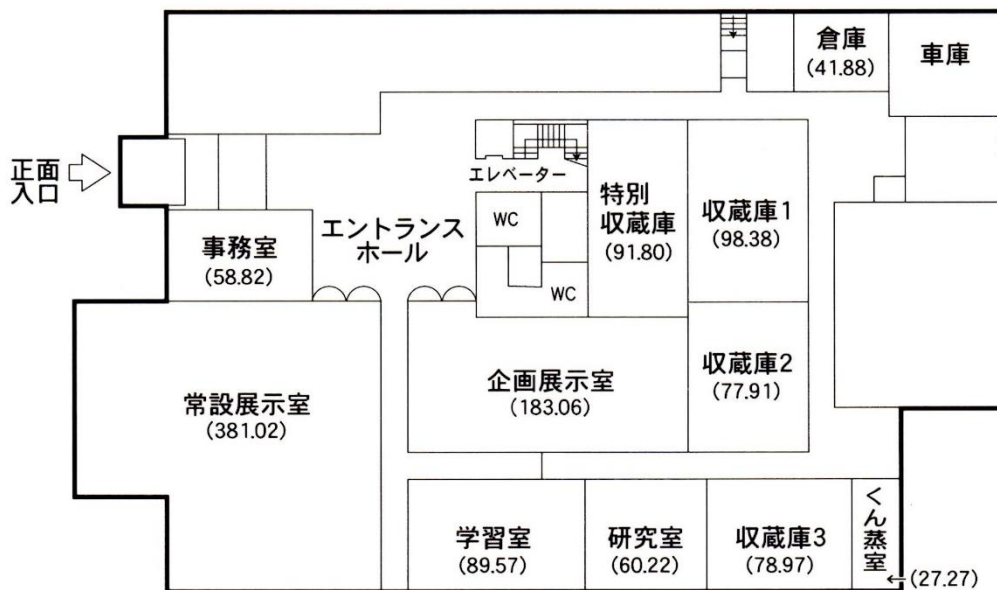 倉庫
(41.88)
車庫
正面
入口
エレベーター
特別
収蔵庫
(91.80)
収蔵庫1
(98.38)
WC
事務室
(58.82)
エントランス
ホール
WC
常設展示室
(381.02)
企画展示室
(183.06)
収蔵庫2
(77.91)
学習室
(89.57)
研究室
(60.22)
収蔵庫3
(78.97)
くん蒸室
(27.27)